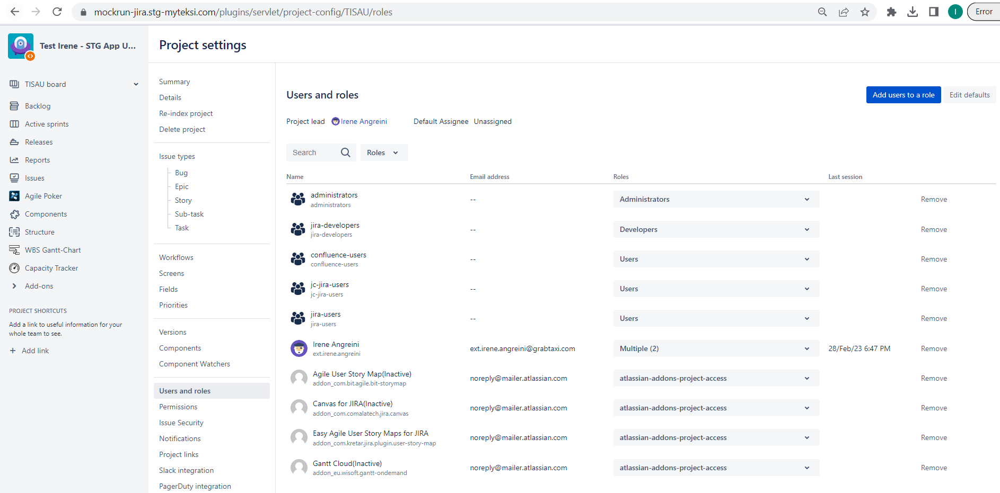 mockrun-jira.stg-myteksi.com/plugins/servlet/project-config/TISAU/roles
I
Error
Test Irene - STG App U...
TISAU board
Backlog
Active sprints
Releases
Reports
Issues
Agile Poker
Components
Structure
WBS Gantt-Chart
Capacity Tracker
Add-ons
PROJECT SHORTCUTS
Add a link to useful information for your
whole team to see.
+ Add link
Project settings
Summary
Details
Re-index project
Delete project
Issue types
Bug
Epic
Story
Sub-task
Task
Workflows
Screens
Fields
Priorities
Versions
Components
Component Watchers
Users and roles
Permissions
Issue Security
Notifications
Project links
Slack integration
PagerDuty integration
Users and roles
Add users to a role Edit defaults
Project lead Irene Angreini Default Assignee Unassigned
Search Roles
Name Email address Roles Last session
administrators
administrators
-- Administrators Remove
jira-developers
jira-developers
-- Developers Remove
confluence-users
confluence-users
-- Users Remove
jc-jira-users
jc-jira-users
-- Users Remove
jira-users
jira-users
-- Users Remove
Irene Angreini
ext.irene.angreini
ext.irene.angreini@grabtaxi.com Multiple (2) 28/Feb/23 6:47 PM Remove
Agile User Story Map(Inactive)
addon_com.bit.agile.bit-storymap
noreply@mailer.atlassian.com atlassian-addons-project-access Remove
Canvas for JIRA(Inactive)
addon_com.comalatech.jira.canvas
noreply@mailer.atlassian.com atlassian-addons-project-access Remove
Easy Agile User Story Maps for JIRA
addon_com.kretar.jira.plugin.user-story-map
noreply@mailer.atlassian.com atlassian-addons-project-access Remove
Gantt Cloud(Inactive)
addon_eu.wisoft.gantt-ondemand
noreply@mailer.atlassian.com atlassian-addons-project-access Remove